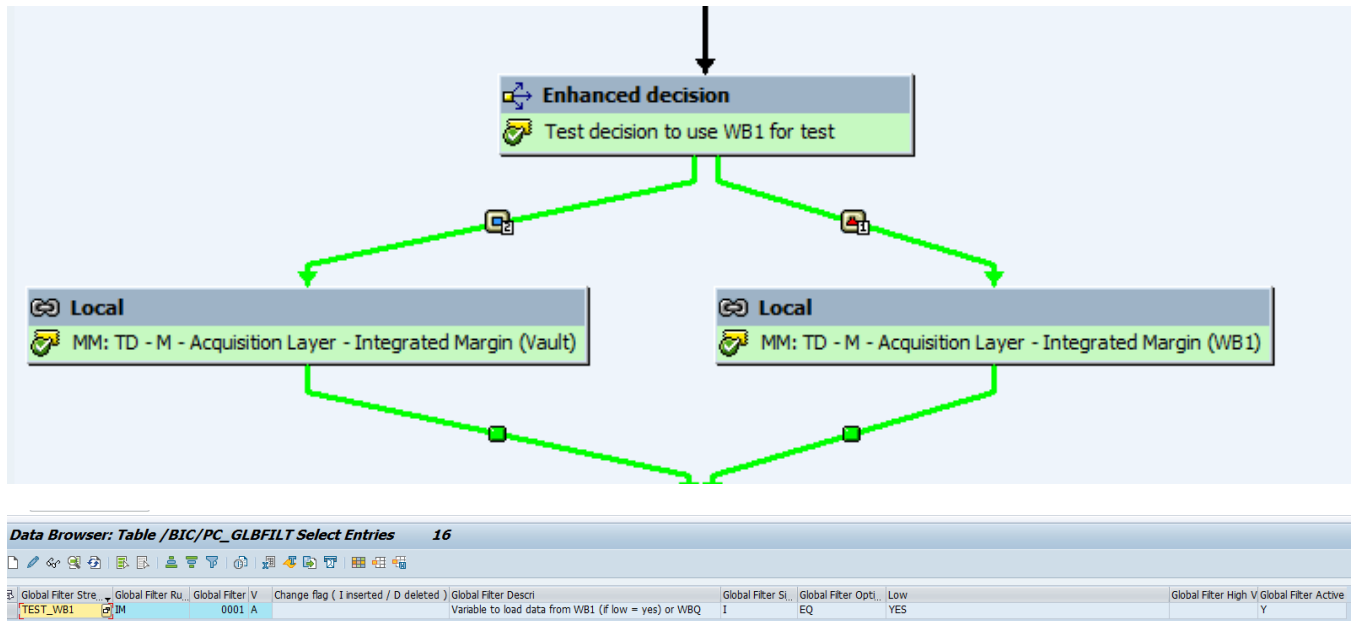 Enhanced decision
Test decision to use WB1 for test
2
1
Local
MM: TD - M - Acquisition Layer - Integrated Margin (Vault)
Local
MM: TD - M - Acquisition Layer - Integrated Margin (WB1)
Data Browser: Table /BIC/PC_GLBFILT Select Entries 16
Global Filter Stre... Global Filter Ru... Global Filter V Change flag ( I inserted / D deleted ) Global Filter Descri Global Filter Si... Global Filter Opti... Low Global Filter High V Global Filter Active
TEST_WB1 IM 0001 A Variable to load data from WB1 (if low = yes) or WBQ I EQ YES Y